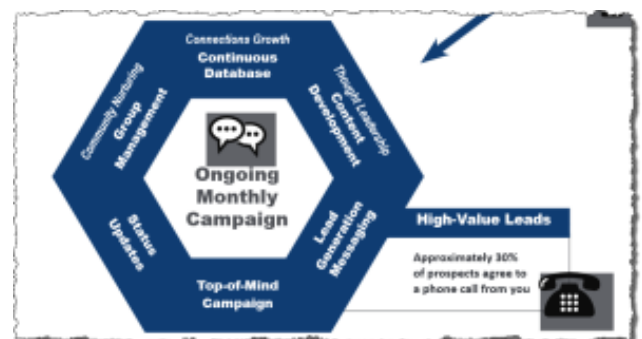 Connections Growth
Continuous
Database
Thought Leadership
Content
Development
Lead
Generation
Messaging
Top-of-Mind
Campaign
Status
Updates
Community Nurturing
Group
Management
Ongoing
Monthly
Campaign
High-Value Leads
Approximately 30%
of prospects agree to
a phone call from you